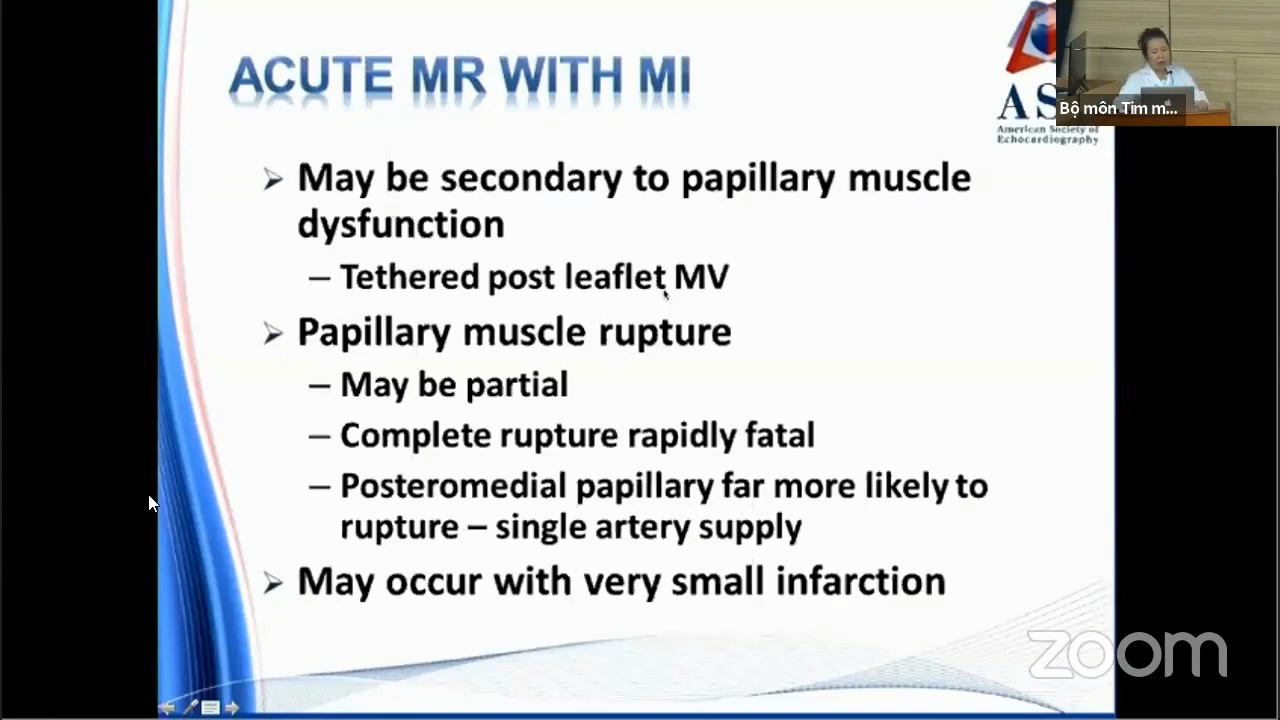 ACUTE MR WITH MI
AS
American Society of
Echocardiography
Bộ môn Tim m...
➢ May be secondary to papillary muscle
dysfunction
– Tethered post leaflet MV
➢ Papillary muscle rupture
– May be partial
– Complete rupture rapidly fatal
– Posteromedial papillary far more likely to
rupture – single artery supply
➢ May occur with very small infarction
zoom